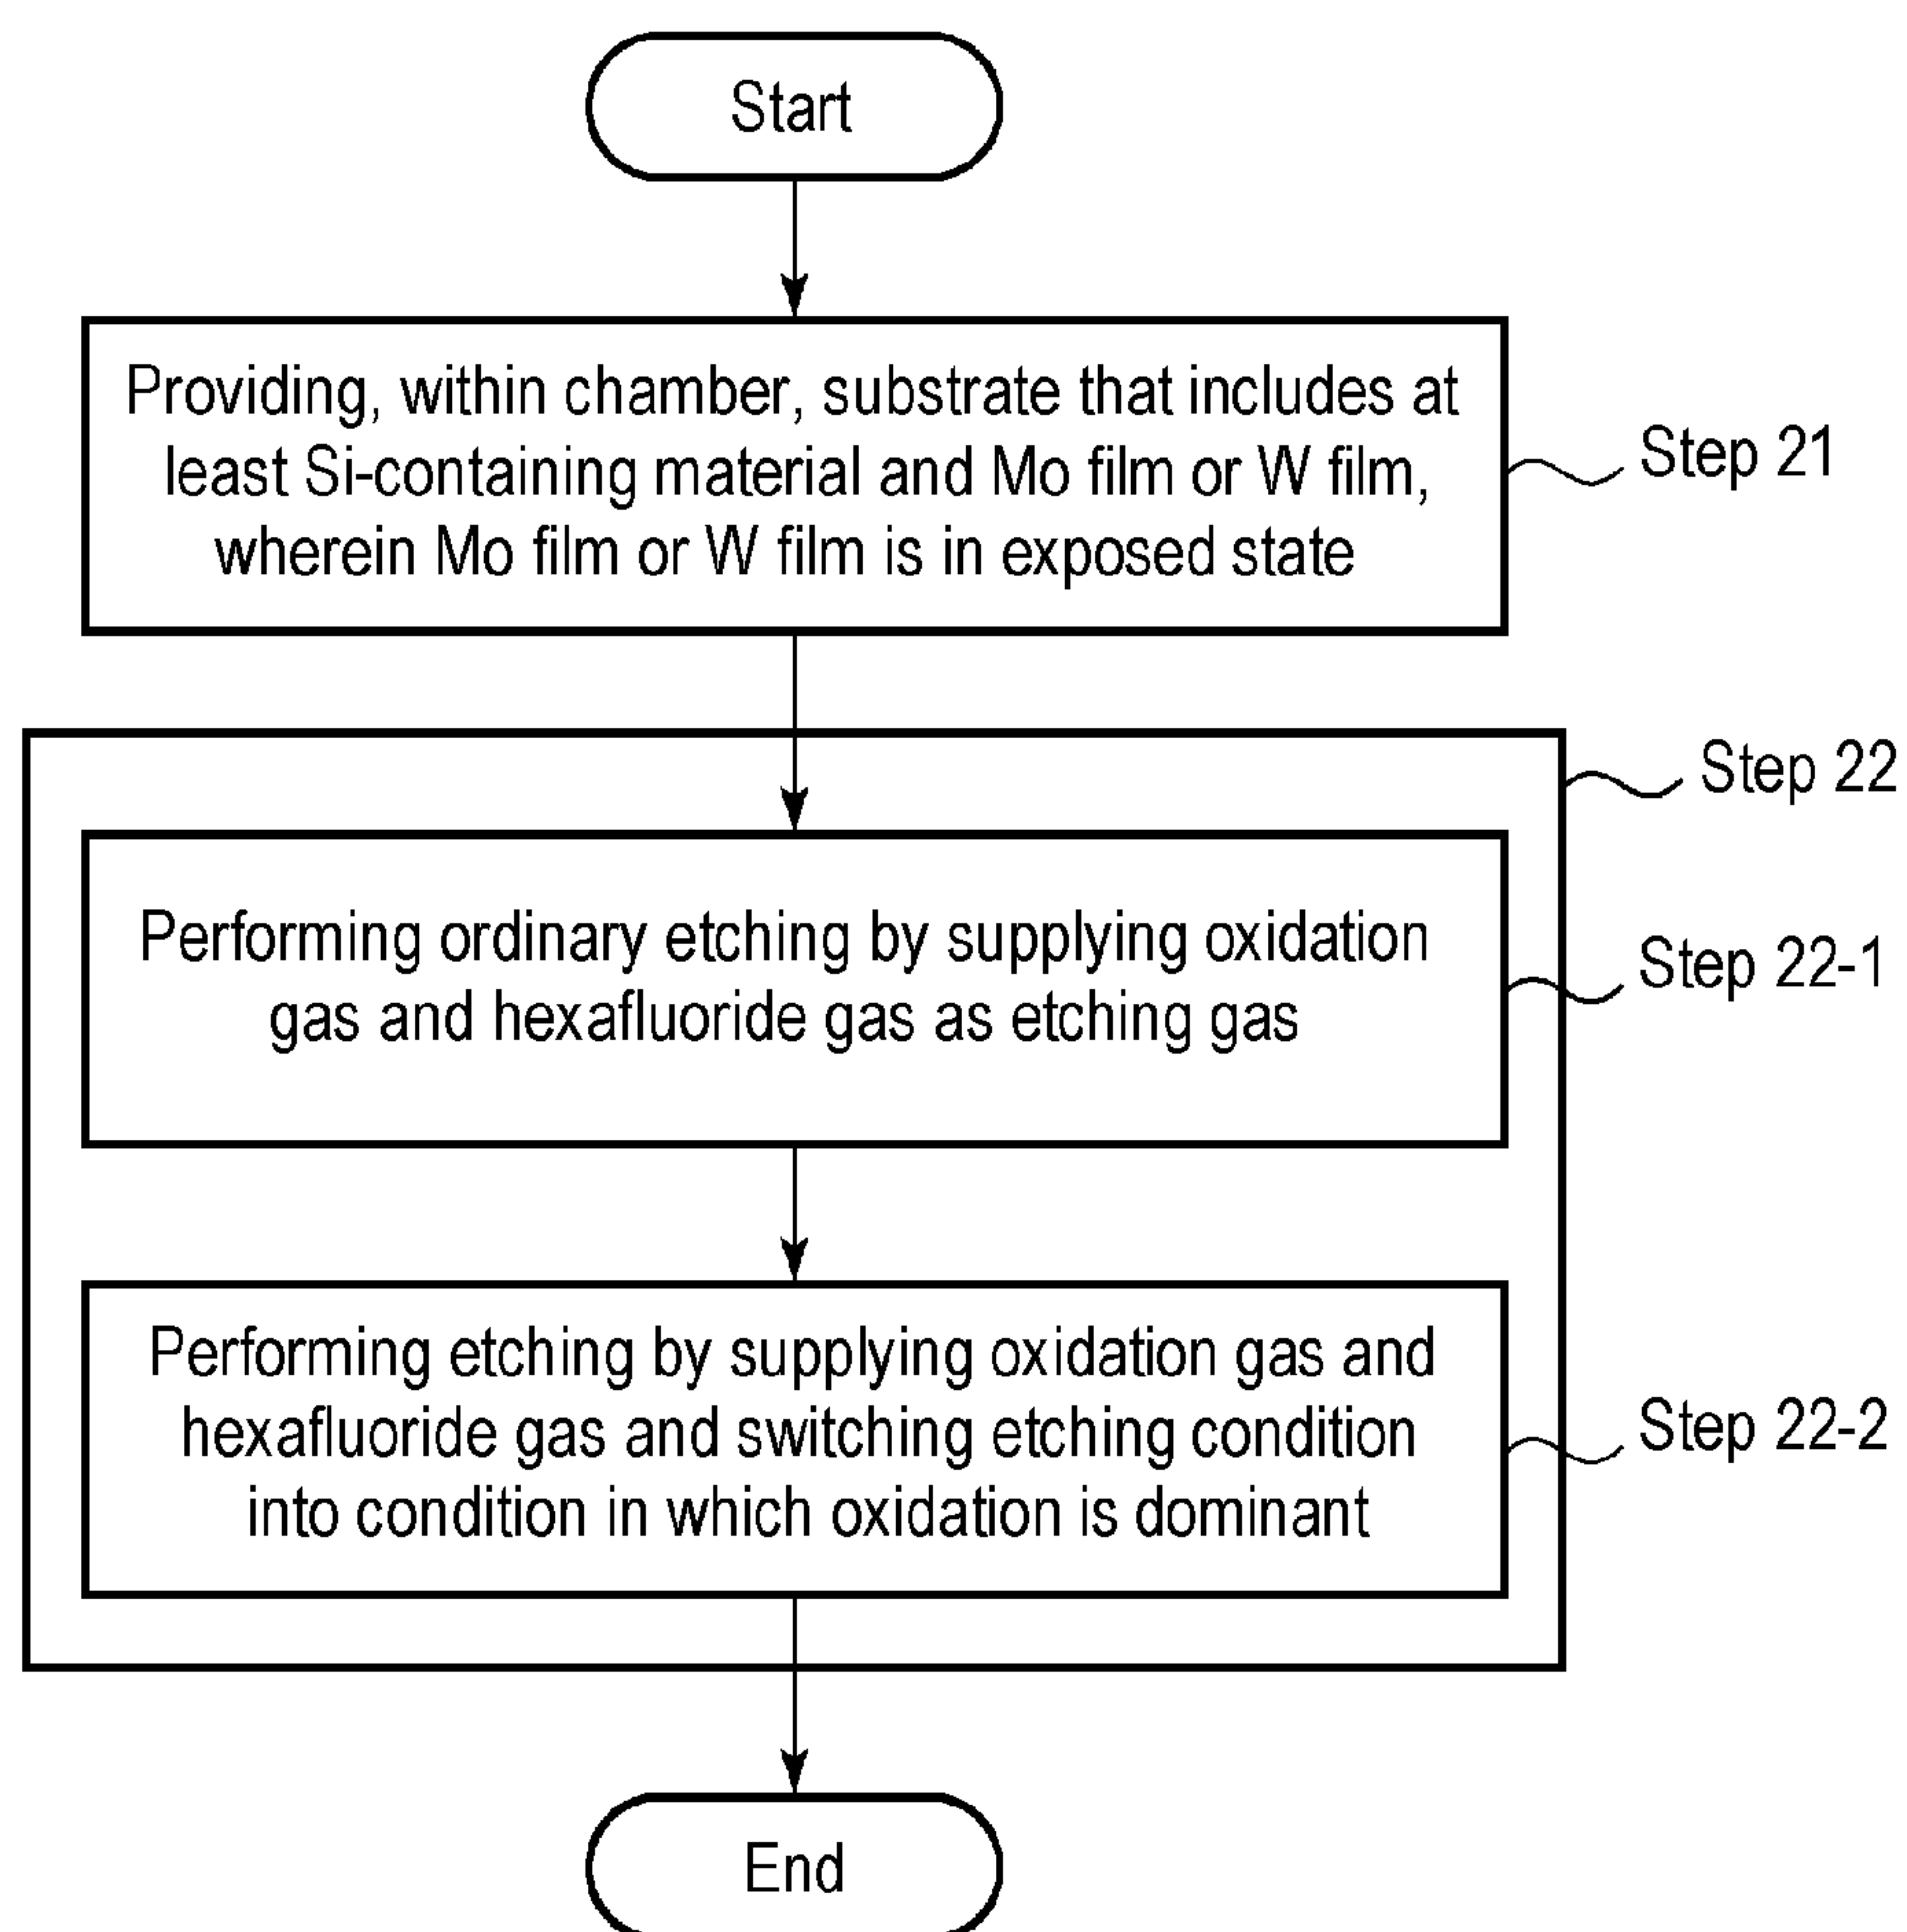 Start
Providing, within chamber, substrate that includes at
least Si-containing material and Mo film or W film,
wherein Mo film or W film is in exposed state
Step 21
Step 22
Performing ordinary etching by supplying oxidation
gas and hexafluoride gas as etching gas
Step 22-1
Performing etching by supplying oxidation gas and
hexafluoride gas and switching etching condition
into condition in which oxidation is dominant
Step 22-2
End